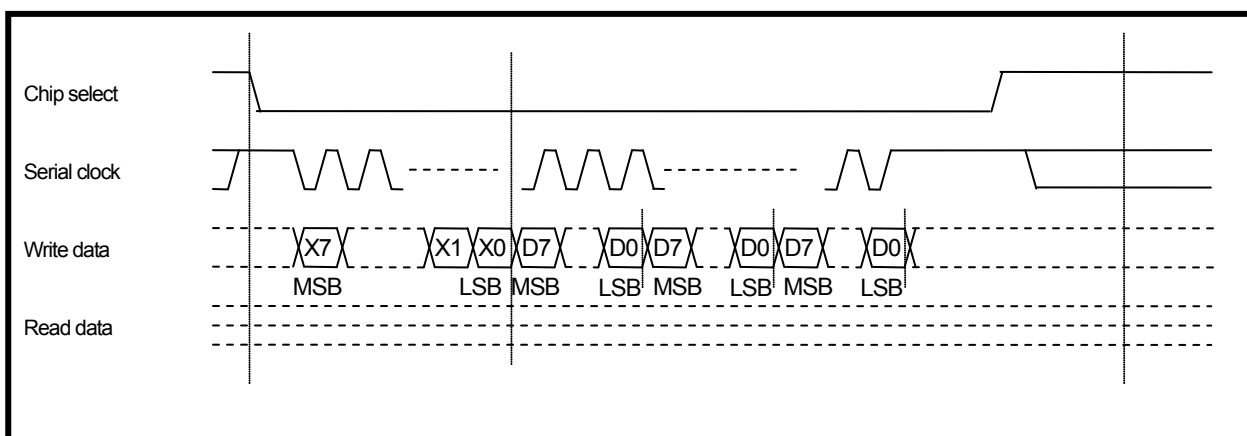 Chip select
Serial clock
Write data
X7 X1 X0 D7 D0 D7 D0 D7 D0
MSB LSB MSB LSB MSB LSB MSB LSB
Read data